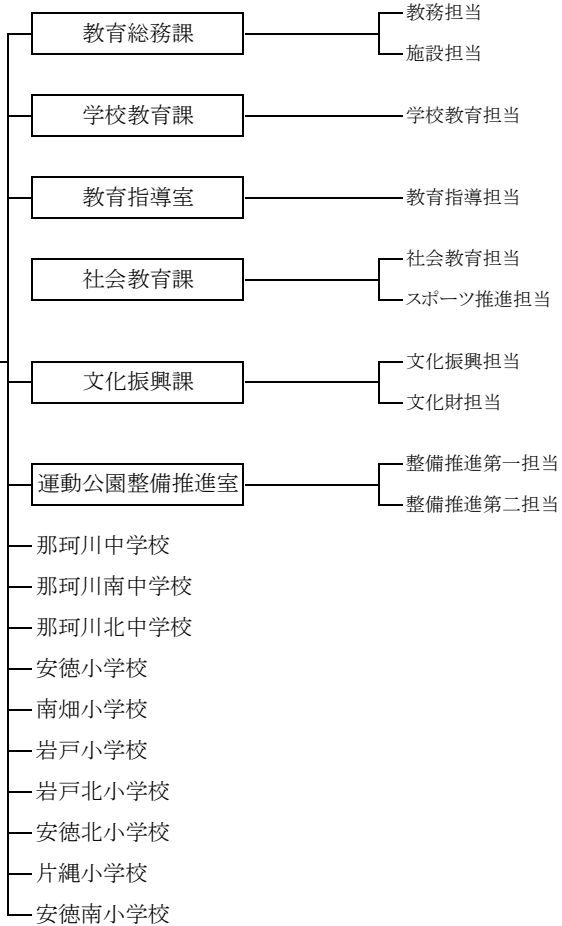 教育総務課
教務担当
施設担当
学校教育課
学校教育担当
教育指導室
教育指導担当
社会教育課
社会教育担当
スポーツ推進担当
文化振興課
文化振興担当
文化財担当
運動公園整備推進室
整備推進第一担当
整備推進第二担当
那珂川中学校
那珂川南中学校
那珂川北中学校
安徳小学校
南畑小学校
岩戸小学校
岩戸北小学校
安徳北小学校
片縄小学校
安徳南小学校